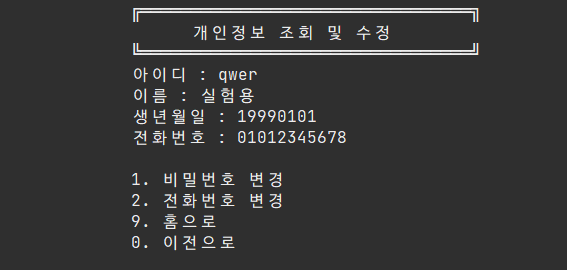 개인정보 조회 및 수정
아이디 : qwer
이름 : 실험용
생년월일 : 19990101
전화번호 : 01012345678
1. 비밀번호 변경
2. 전화번호 변경
9. 홈으로
0. 이전으로